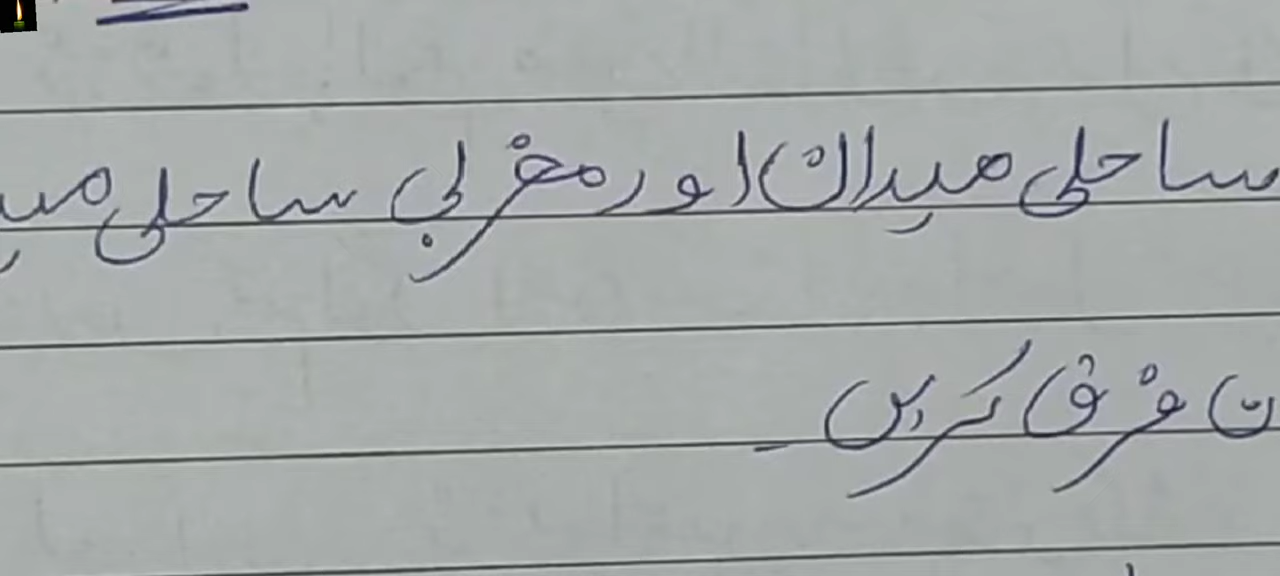 ساحلی میدان اور مغربی ساحلی
فرق کریں ۔